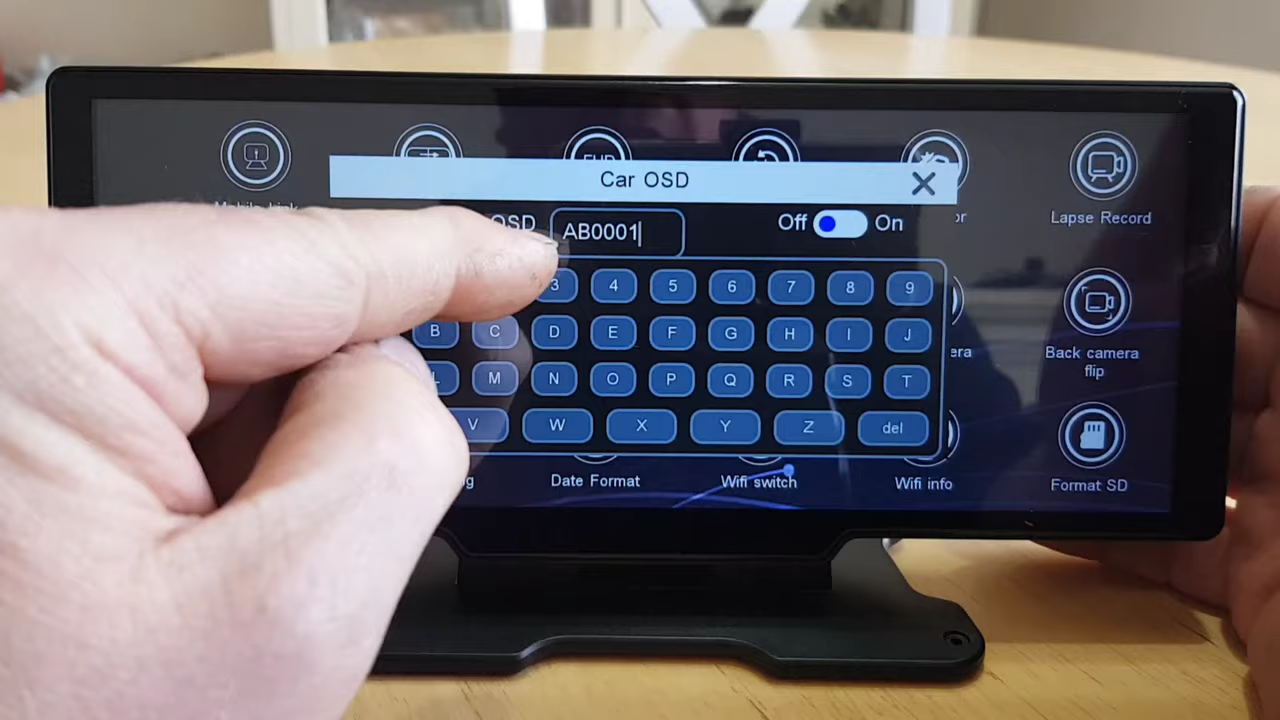 Car OSD
Lapse Record
OSD AB0001 Off On
3 4 5 6 7 8 9
B C D E F G H I J
L M N O P Q R S T
V W X Y Z del
Back camera
flip
Date Format Wifi switch Wifi info Format SD